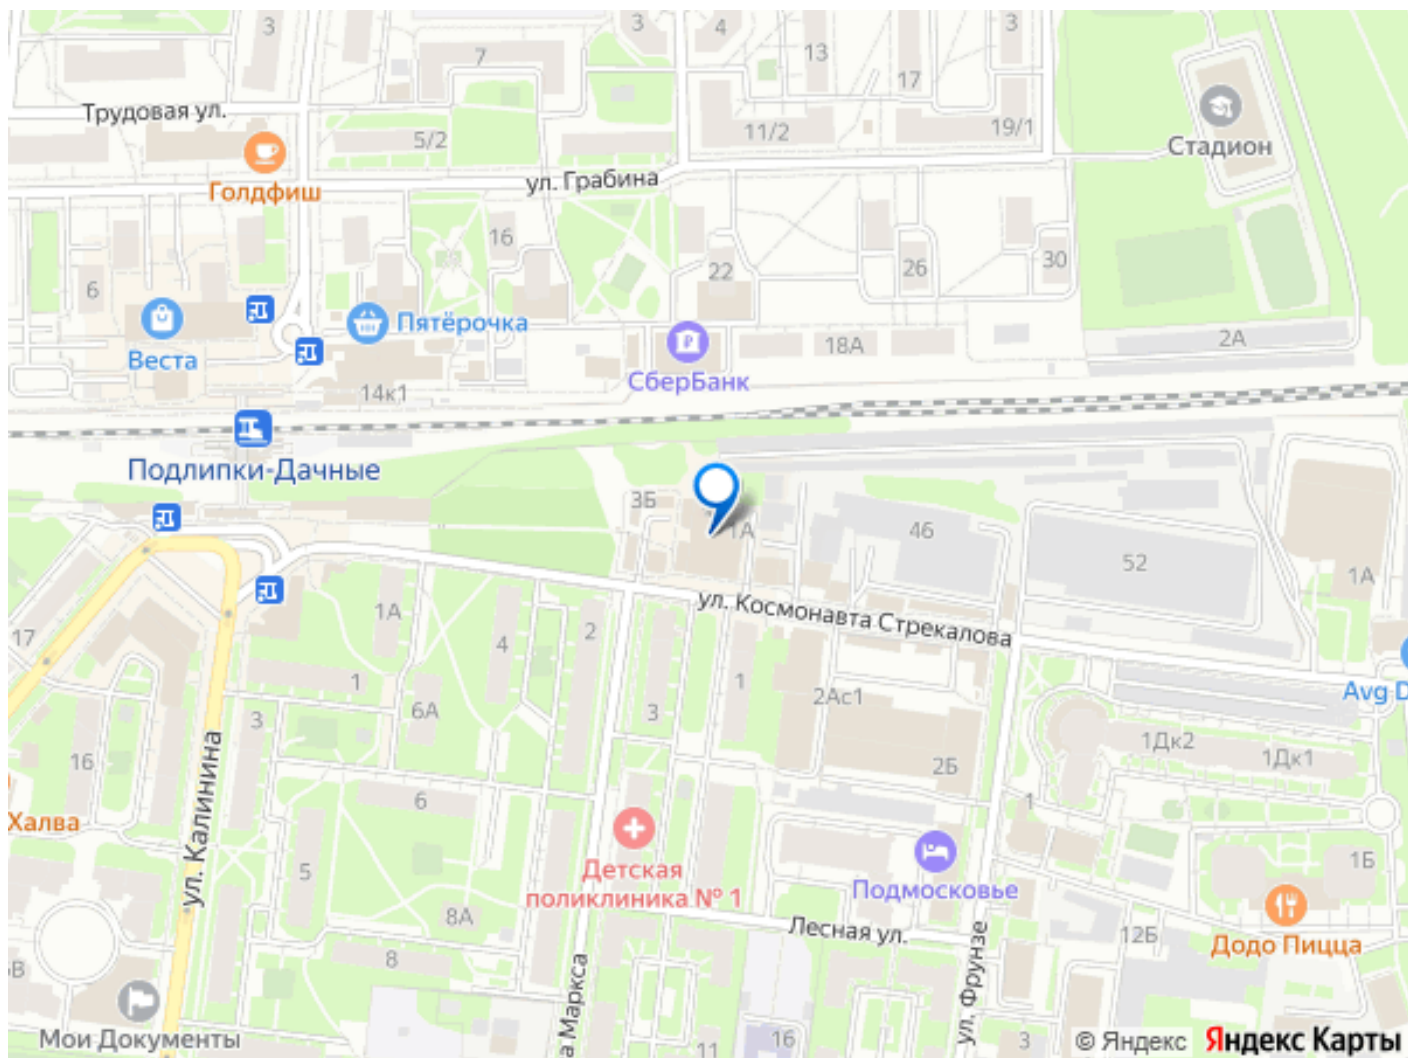 3
3
4
3
7
13
17
Трудовая ул.
5/2
11/2
19/1
Стадион
Голдфиш
ул. Грабина
16
22
26
30
6
Веста
Пятёрочка
СберБанк
18А
2А
14к1
Подлипки-Дачные
3Б
1А
46
52
1А
ул. Космонавта Стрекалова
17
1А
4
2
1
6А
3
3
1
2Ас1
Avg D
1Дк2
1Дк1
16
2Б
1
6
ул. Калинина
Халва
5
Детская
поликлиника № 1
Подмосковье
1Б
8А
Лесная ул.
12Б
Додо Пицца
8
а Маркса
ул. Фрунзе
Мои Документы
11
16
3
© Яндекс Яндекс Карты